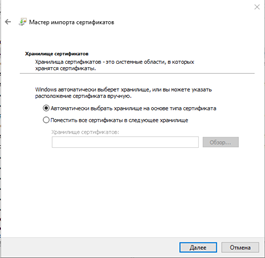 Мастер импорта сертификатов
Хранилище сертификатов
Хранилища сертификатов - это системные области, в которых
хранятся сертификаты.
Windows автоматически выберет хранилище, или вы можете указать
расположение сертификата вручную.
Автоматически выбрать хранилище на основе типа сертификата
Поместить все сертификаты в следующее хранилище
Хранилище сертификатов:
Обзор...
Далее
Отмена